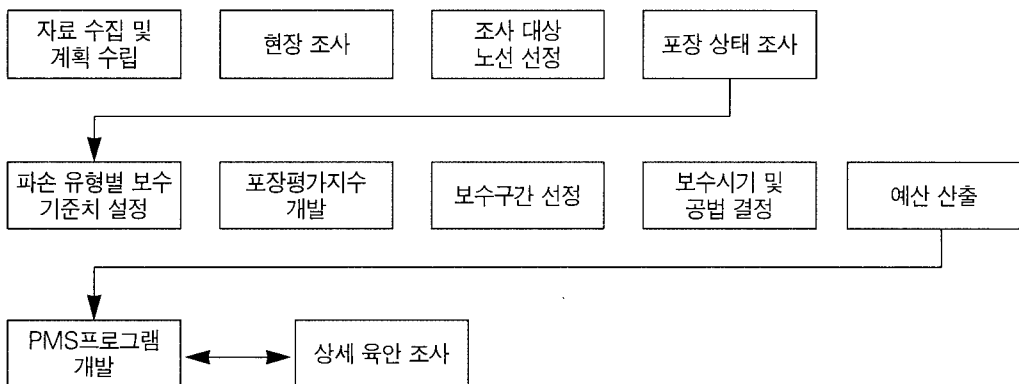 자료 수집 및
계획 수립
현장 조사
조사 대상
노선 선정
포장 상태 조사
파손 유형별 보수
기준치 설정
포장평가지수
개발
보수구간 선정
보수시기 및
공법 결정
예산 산출
PMS프로그램
개발
상세 육안 조사